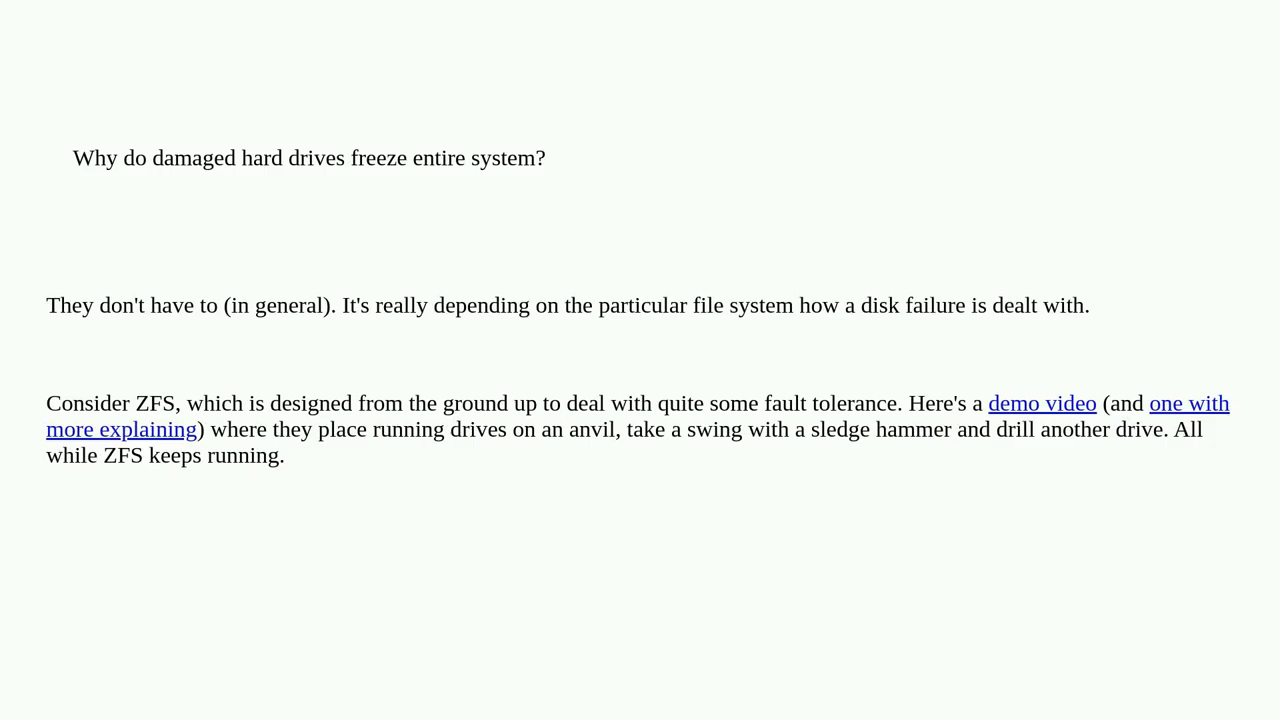 Why do damaged hard drives freeze entire system?
They don't have to (in general). It's really depending on the particular file system how a disk failure is dealt with.
Consider ZFS, which is designed from the ground up to deal with quite some fault tolerance. Here's a demo video (and one with
more explaining) where they place running drives on an anvil, take a swing with a sledge hammer and drill another drive. All
while ZFS keeps running.